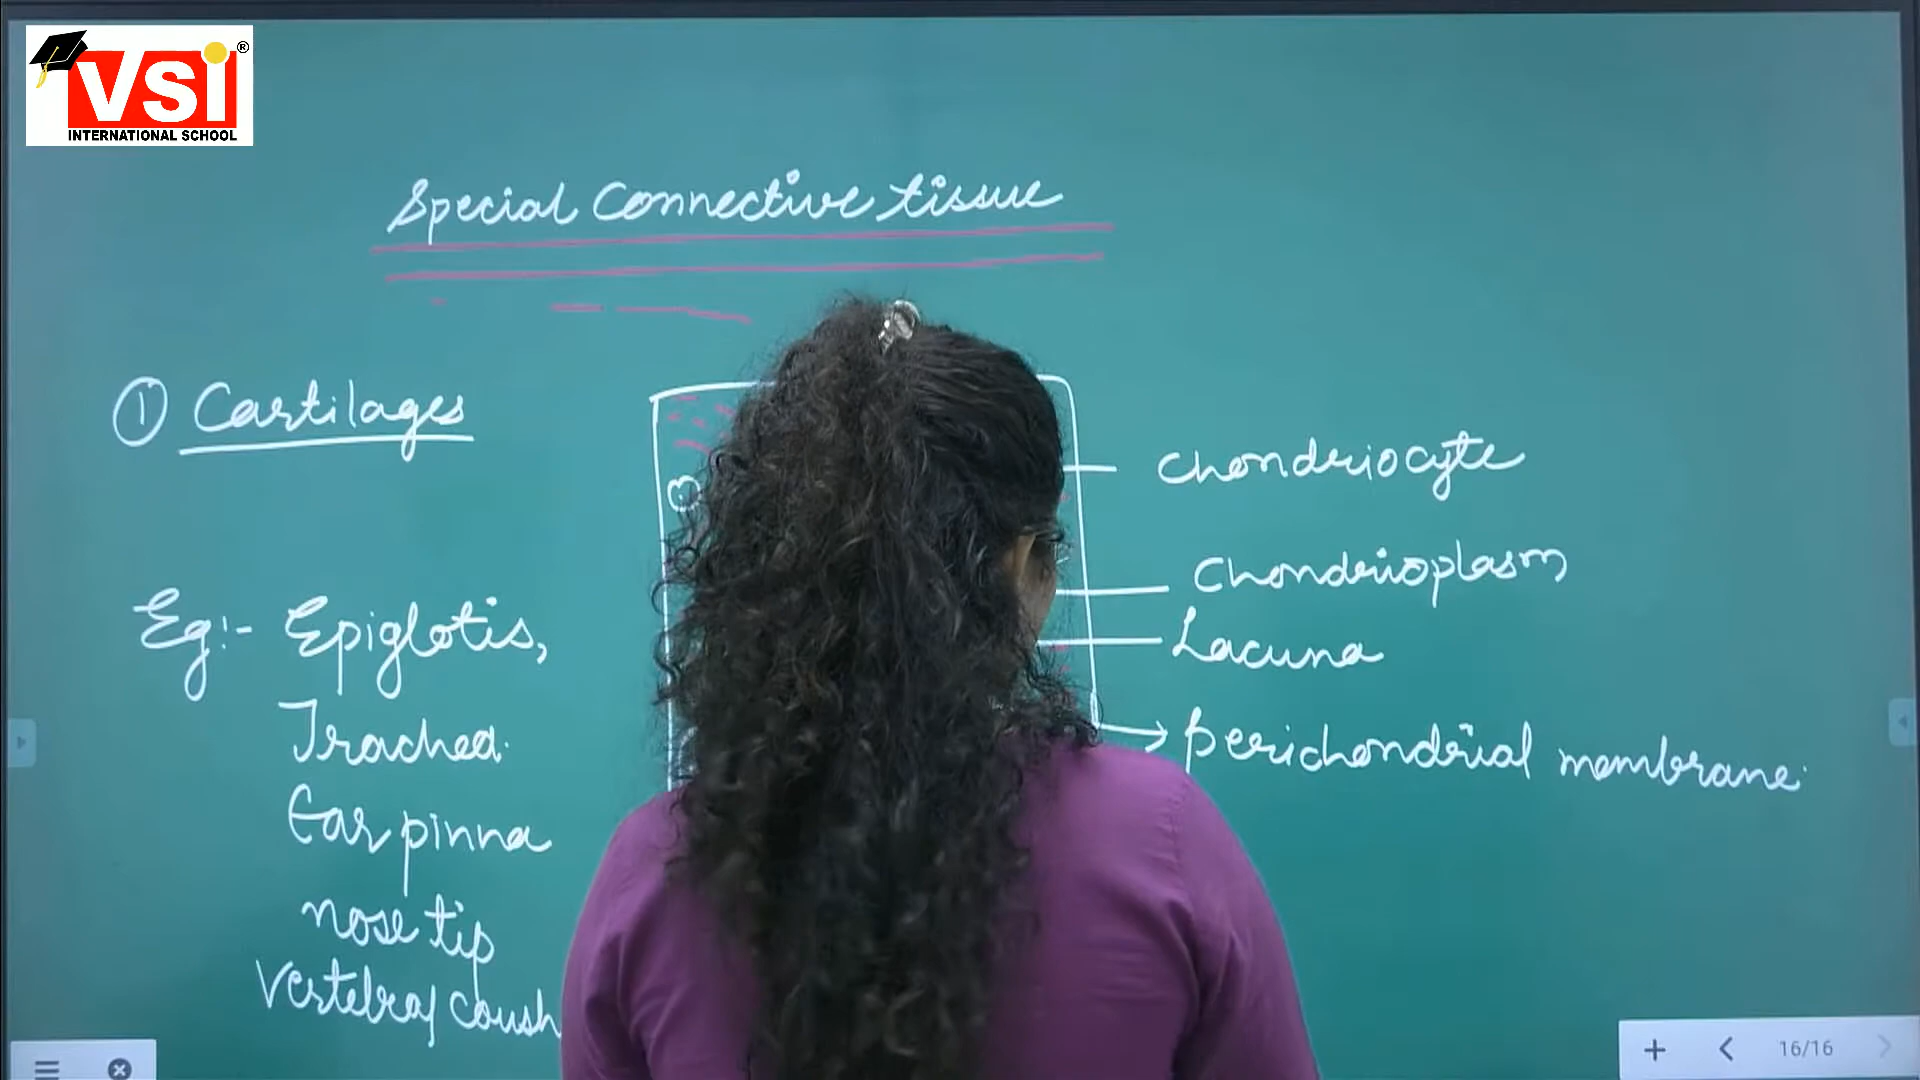 VSI ®
INTERNATIONAL SCHOOL
Special Connective tissue
① Cartilages
Chondriocyte
Chondrioplasm
Eg:- Epiglotis,
Lacuna
Trachea.
perichondrial membrane.
Ear pinna
nose tip
Vertebral
16/16